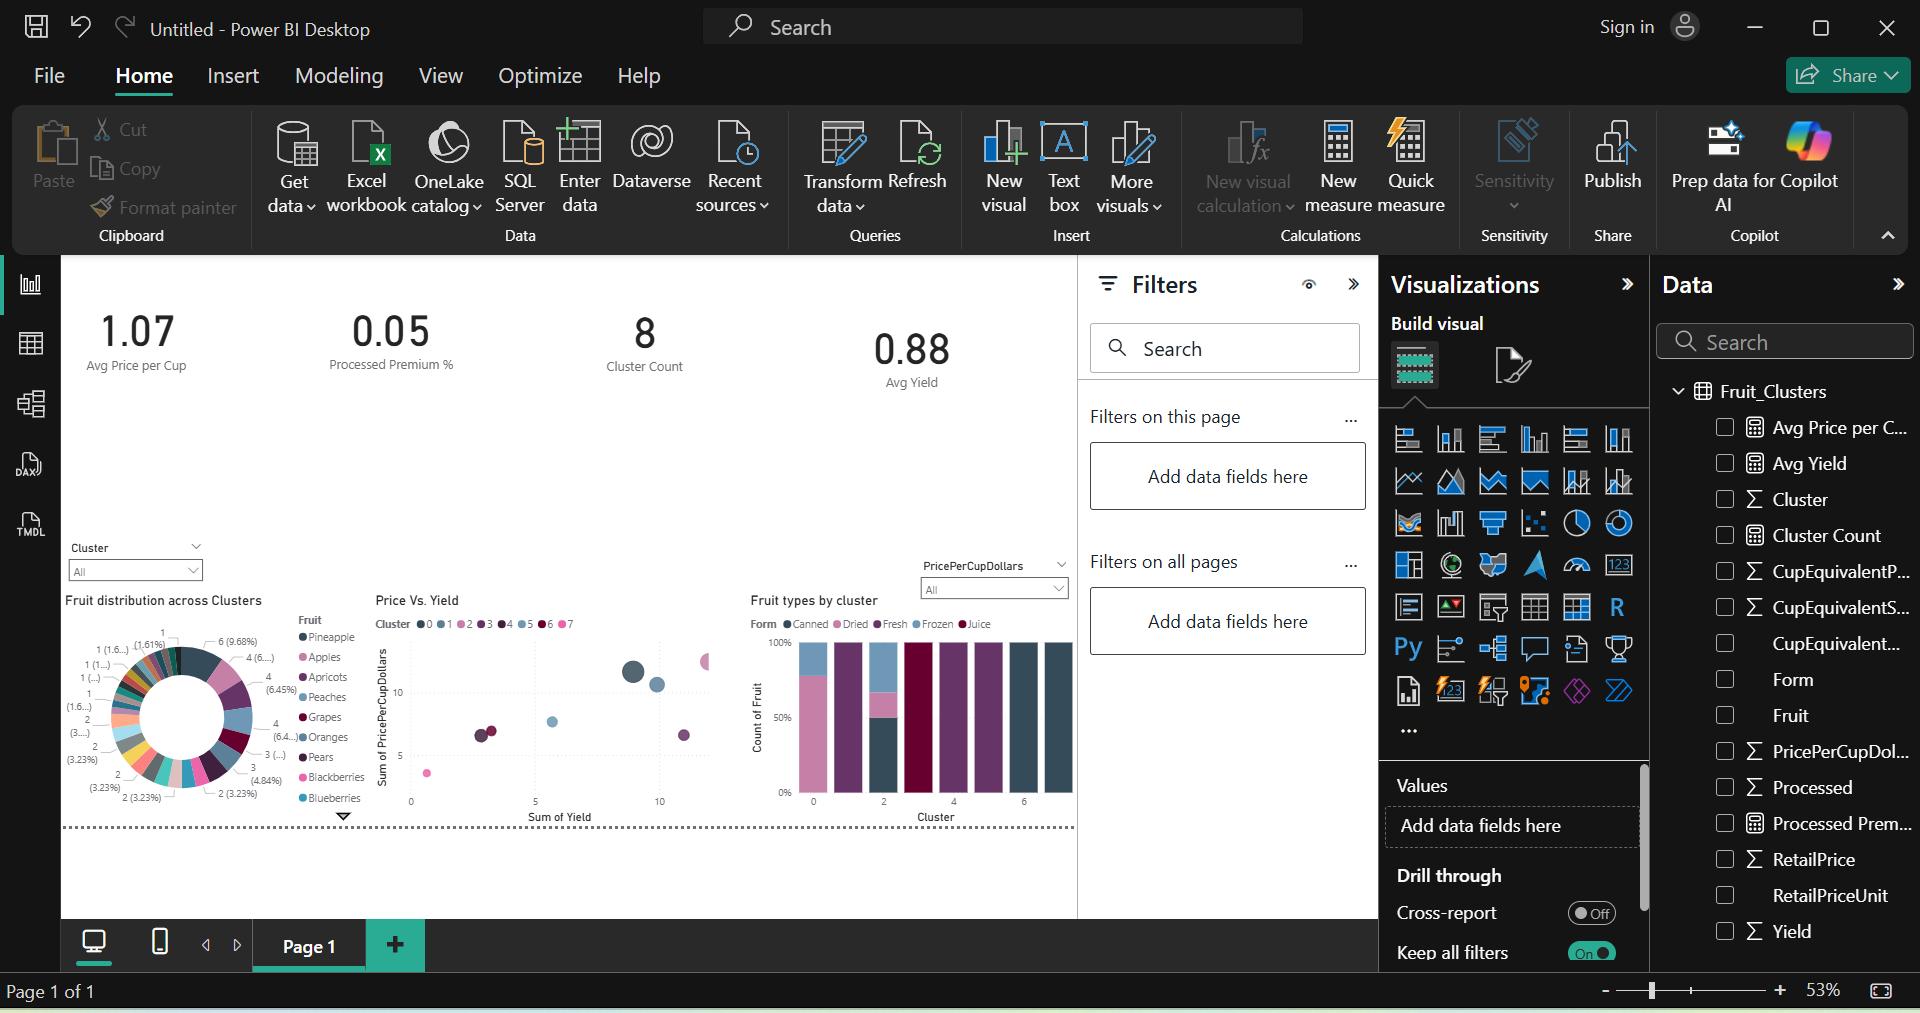 Untitled - Power BI Desktop
Search
Sign in
File
Home
Insert
Modeling
View
Optimize
Help
Share
Paste
Cut
Copy
Format painter
Clipboard
Get data
Excel workbook
OneLake catalog
SQL Server
Enter data
Dataverse
Recent sources
Data
Transform data
Refresh
Queries
New visual
Text box
More visuals
Insert
New visual calculation
New measure
Quick measure
Calculations
Sensitivity
Sensitivity
Publish
Share
Prep data for AI
Copilot
Copilot
DAX
TMDL
1.07
Avg Price per Cup
0.05
Processed Premium %
8
Cluster Count
0.88
Avg Yield
Cluster
All
PricePerCupDollars
All
Fruit distribution across Clusters
1
1 (1.6...)
(1.61%)
1 (1...)
1 (...)
1
(1.6...)
2
(3....)
2
(3.23%)
2
(3.23%)
2 (3.23%)
2 (3.23%)
3
(4.84%)
3 (...)
4
(6.4...)
4
(6.45%)
4 (6....)
6 (9.68%)
Fruit
Pineapple
Apples
Apricots
Peaches
Grapes
Oranges
Pears
Blackberries
Blueberries
Price Vs. Yield
Cluster 0 1 2 3 4 5 6 7
Sum of PricePerCupDollars
10
5
0 5 10
Sum of Yield
Fruit types by cluster
Form Canned Dried Fresh Frozen Juice
Count of Fruit
100%
50%
0%
0 2 4 6
Cluster
Filters
Search
Filters on this page
...
Add data fields here
Filters on all pages
...
Add data fields here
Visualizations
Build visual
123
R
Py
123
...
Values
Add data fields here
Drill through
Cross-report
Off
Keep all filters
On
Data
Search
Fruit_Clusters
Avg Price per C...
Avg Yield
Cluster
Cluster Count
CupEquivalentP...
CupEquivalentS...
CupEquivalent...
Form
Fruit
PricePerCupDol...
Processed
Processed Prem...
RetailPrice
RetailPriceUnit
Yield
Page 1
+
Page 1 of 1
- + 53%